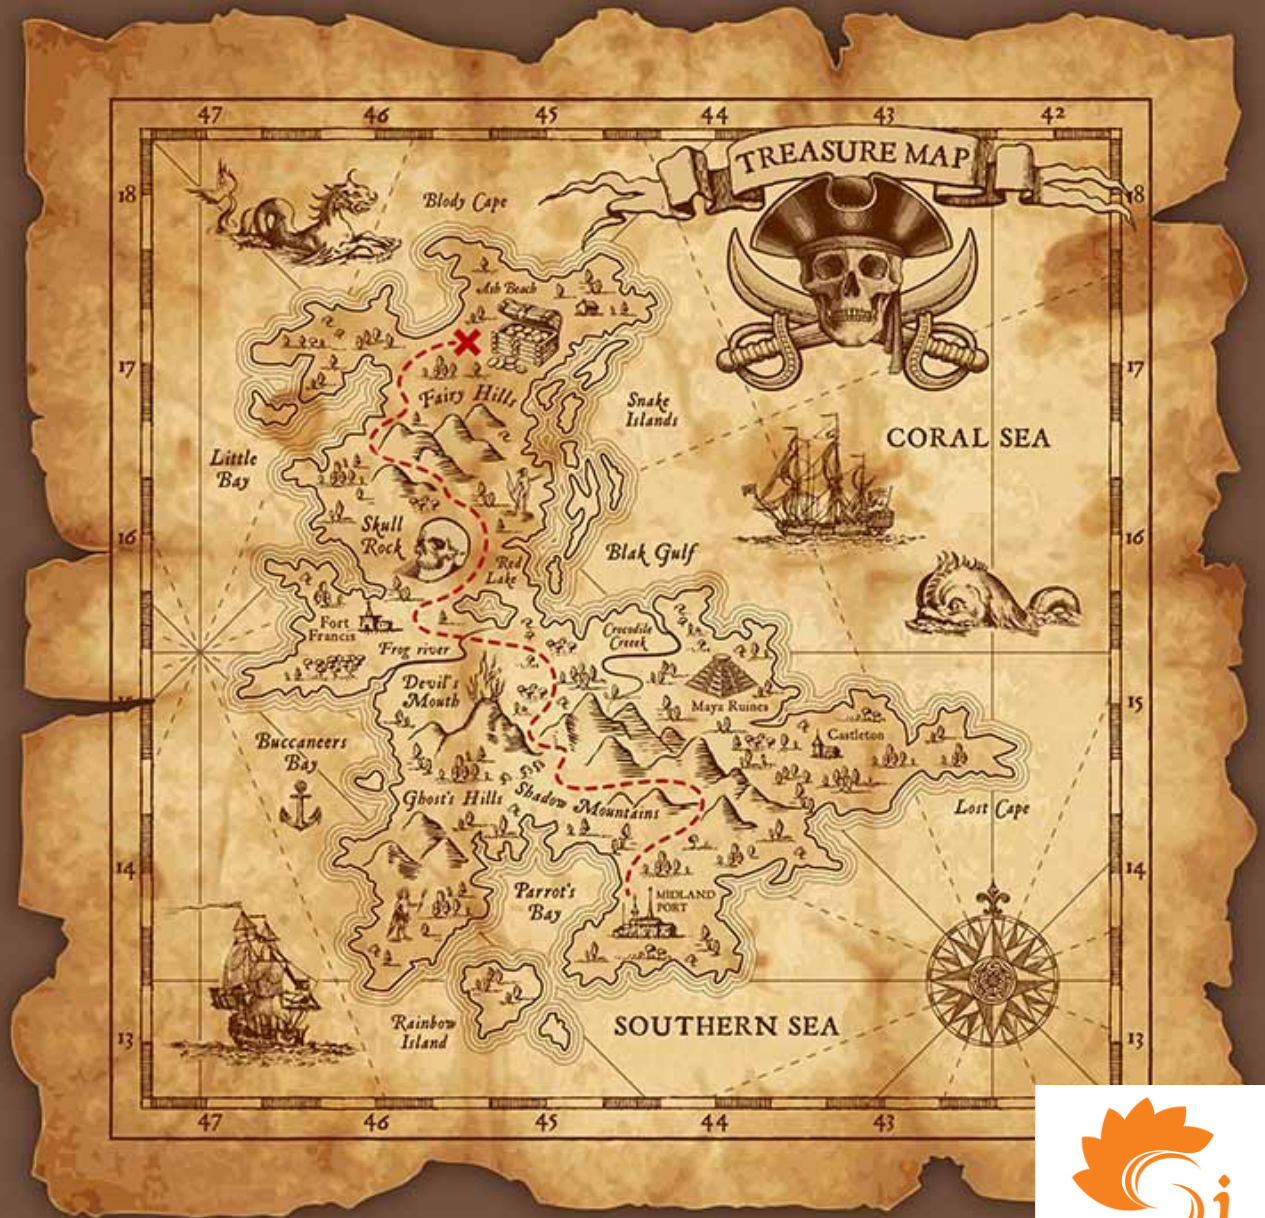 47 46 45 44 43 42
TREASURE MAP
18
18
Blody Cape
Ash Beach
17
17
Fairy Hills
Snake
Islands
CORAL SEA
Little
Bay
Skull
Rock
16
16
Blak Gulf
Red
Lake
Fort
Francis
Crocodile
Creeek
Frog river
Devil's
Mouth
15
15
Maya Ruines
Castleton
Buccaneers
Bay
Ghost's Hills
Shadow Mountains
Lost Cape
14
14
Parrot's
Bay
MIDLAND
PORT
Rainbow
Island
SOUTHERN SEA
13
13
47 46 45 44 43